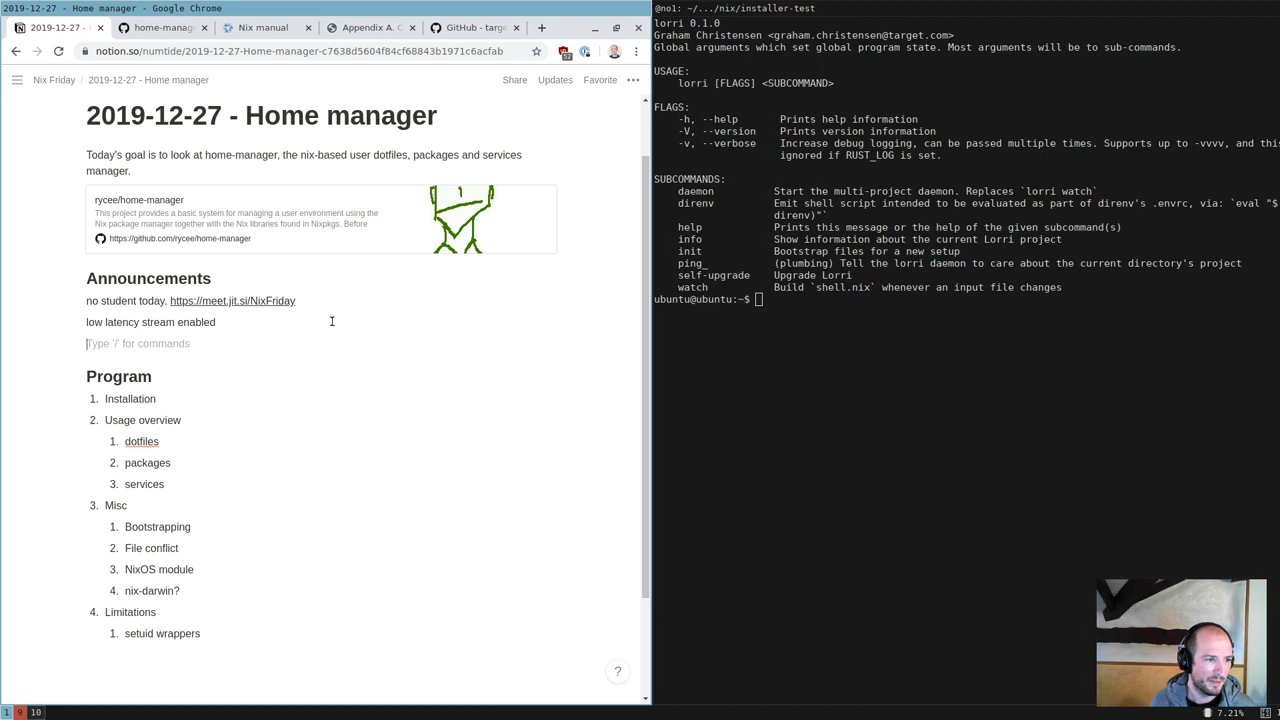 2019-12-27 - Home manager - Google Chrome
@no1: ~/.../nix/installer-test
2019-12-27 - M
home-manag
Nix manual
Appendix A. C
GitHub - targe
notion.so/numtide/2019-12-27-Home-manager-c7638d5604f84cf68843b1971c6acfab
52
Nix Friday / 2019-12-27 - Home manager
Share
Updates
Favorite
2019-12-27 - Home manager
Today's goal is to look at home-manager, the nix-based user dotfiles, packages and services
manager.
rycee/home-manager
This project provides a basic system for managing a user environment using the
Nix package manager together with the Nix libraries found in Nixpkgs. Before
https://github.com/rycee/home-manager
Announcements
no student today. https://meet.jit.si/NixFriday
low latency stream enabled
Type '/' for commands
Program
1. Installation
2. Usage overview
1. dotfiles
2. packages
3. services
3. Misc
1. Bootstrapping
2. File conflict
3. NixOS module
4. nix-darwin?
4. Limitations
1. setuid wrappers
?
lorri 0.1.0
Graham Christensen <graham.christensen@target.com>
Global arguments which set global program state. Most arguments will be to sub-commands.
USAGE:
lorri [FLAGS] <SUBCOMMAND>
FLAGS:
-h, --help Prints help information
-V, --version Prints version information
-v, --verbose Increase debug logging, can be passed multiple times. Supports up to -vvvv, and this
ignored if RUST_LOG is set.
SUBCOMMANDS:
daemon Start the multi-project daemon. Replaces `lorri watch`
direnv Emit shell script intended to be evaluated as part of direnv's .envrc, via: `eval "$
direnv)"`
help Prints this message or the help of the given subcommand(s)
info Show information about the current Lorri project
init Bootstrap files for a new setup
ping_ (plumbing) Tell the lorri daemon to care about the current directory's project
self-upgrade Upgrade Lorri
watch Build `shell.nix` whenever an input file changes
ubuntu@ubuntu:~$
1 9 10
7.21%